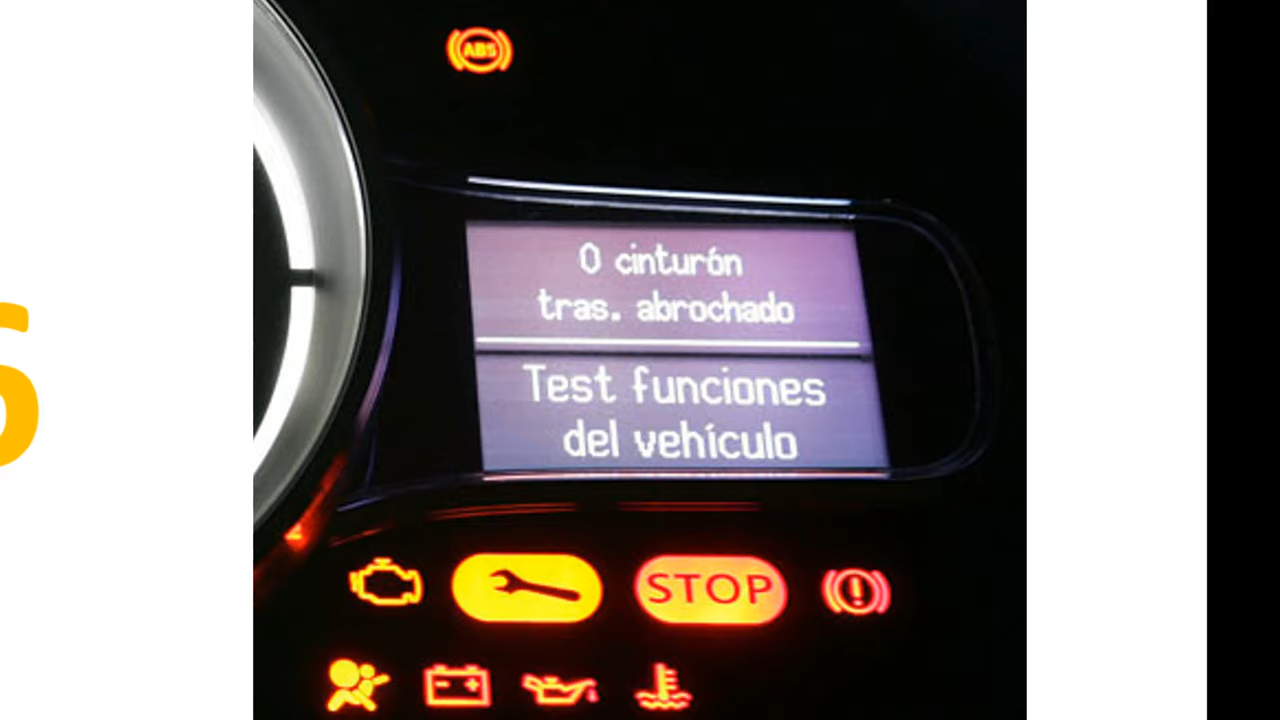 ABS
0 cinturón
tras. abrochado
Test funciones
del vehículo
STOP